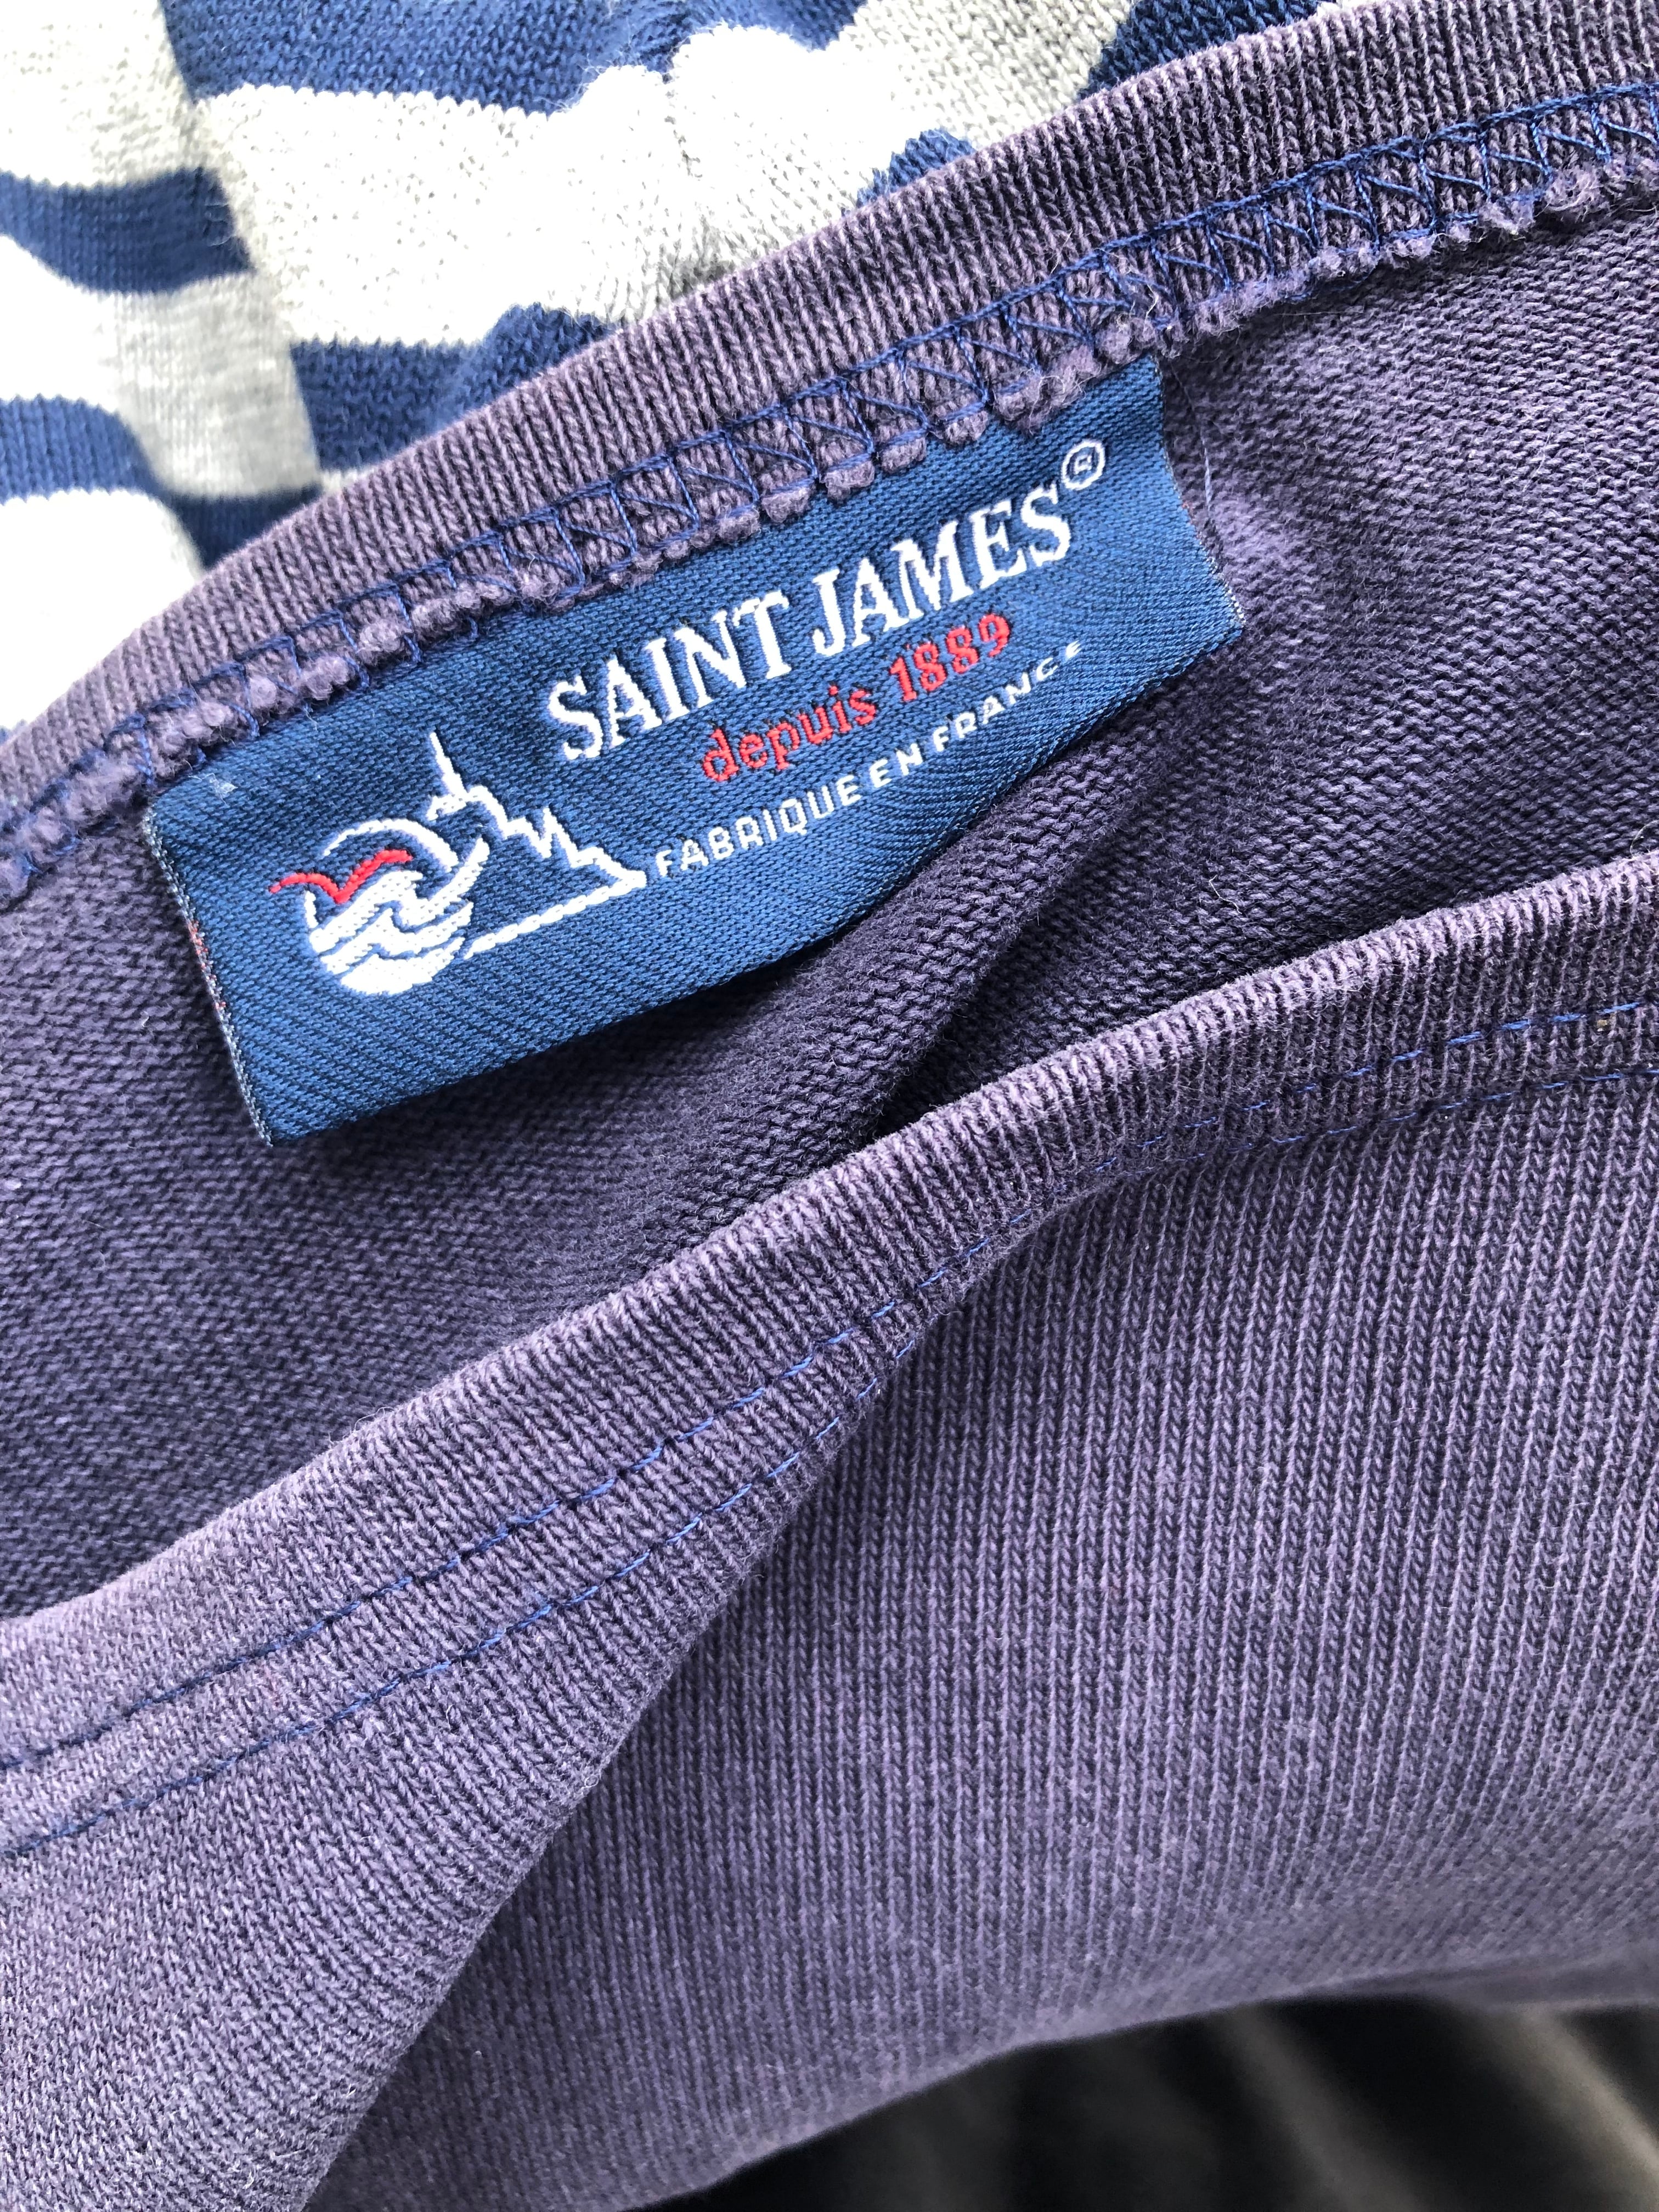 SAINT JAMES®
depuis 1889
FABRIQUE EN FRANCE